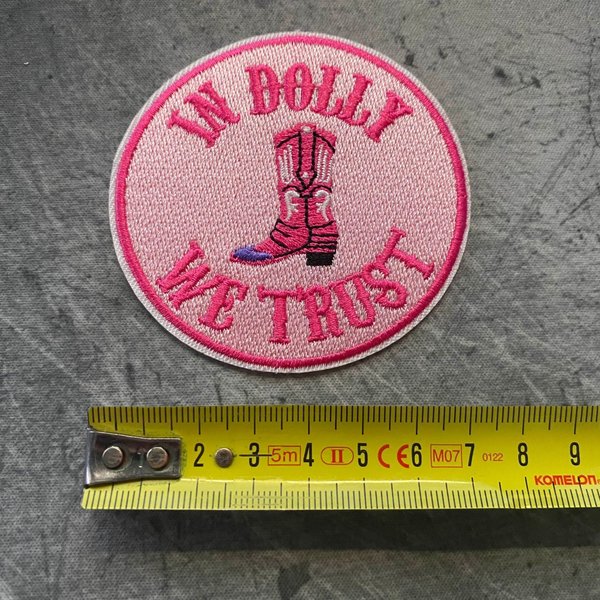 IN DOLLY
WE TRUST
2 3 5m 4 II 5 CE 6 M07 7 0122 8 9
KOMELON